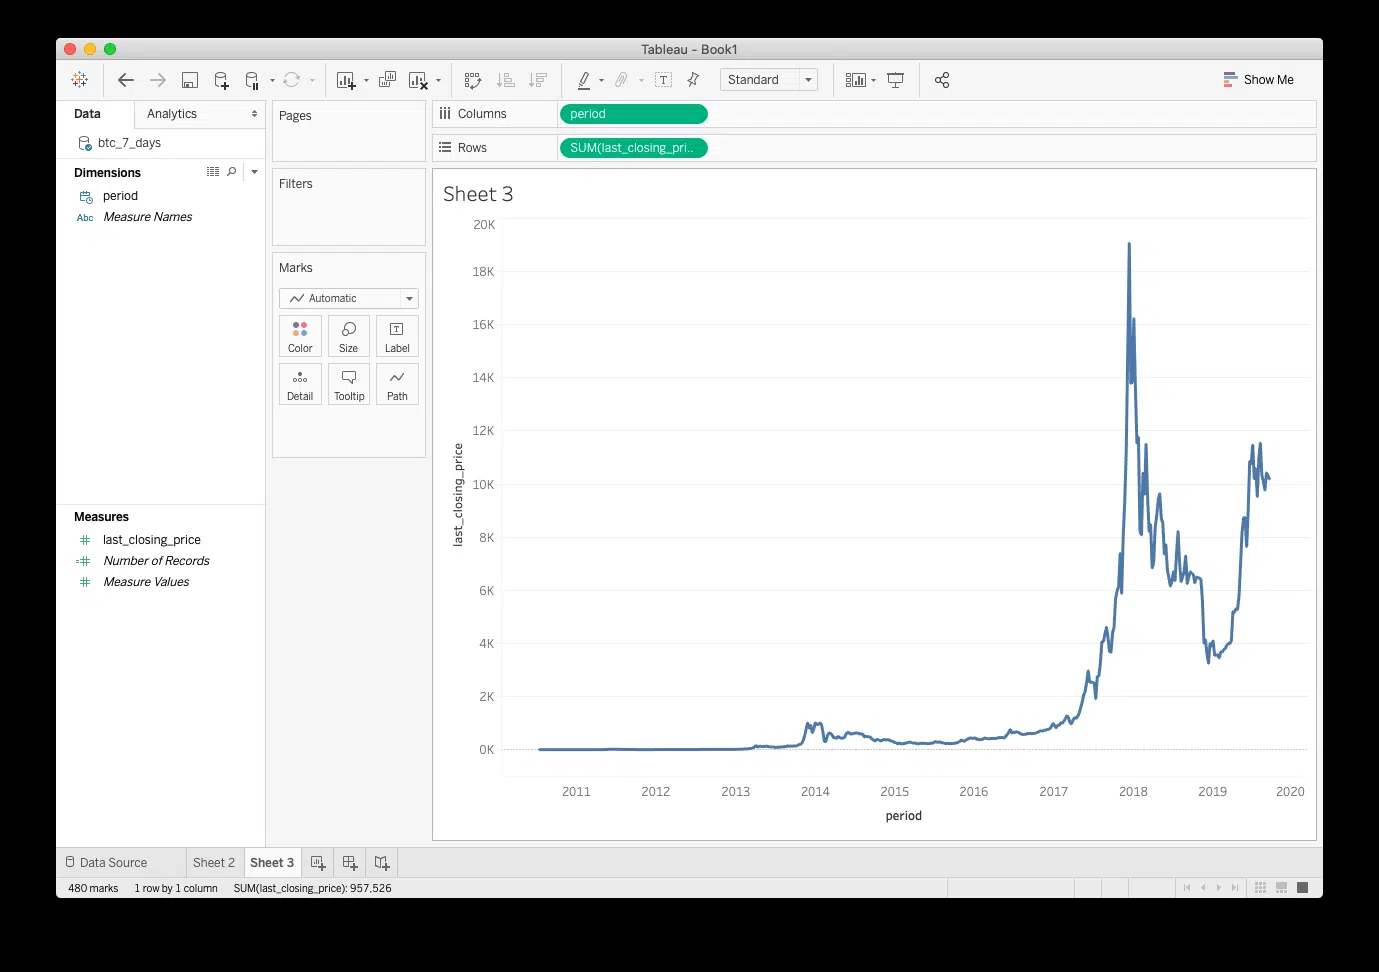 Tableau - Book1
Standard
Show Me
Data
Analytics
btc_7_days
Dimensions
period
Abc Measure Names
Measures
last_closing_price
Number of Records
Measure Values
Pages
Filters
Marks
Automatic
Color Size Label
Detail Tooltip Path
Columns period
Rows SUM(last_closing_pri..
Sheet 3
20K
18K
16K
14K
12K
10K
8K
6K
4K
2K
0K
last_closing_price
2011 2012 2013 2014 2015 2016 2017 2018 2019 2020
period
Data Source Sheet 2 Sheet 3
480 marks 1 row by 1 column SUM(last_closing_price): 957,526